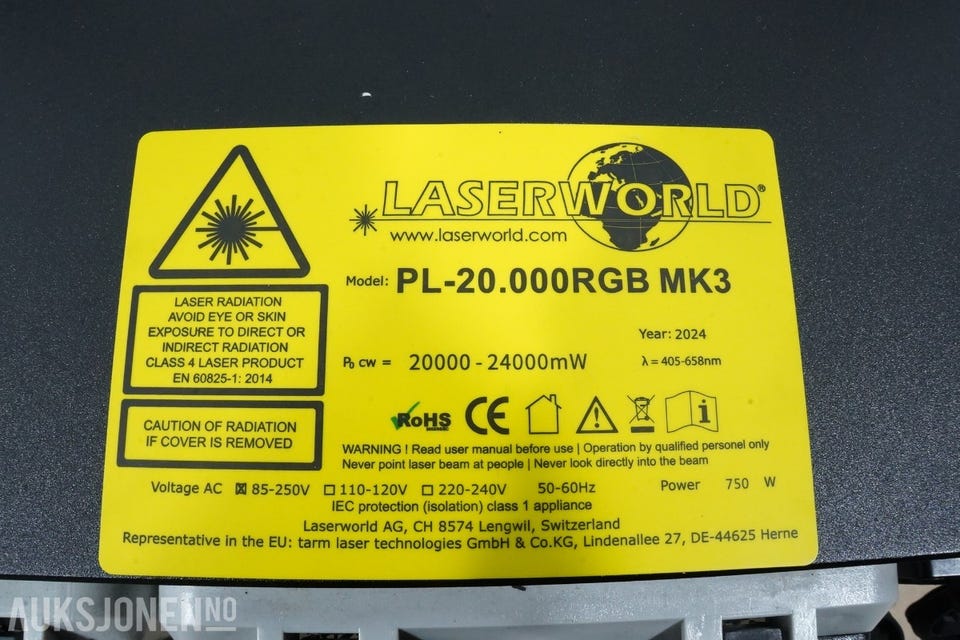 LASERWORLD®
www.laserworld.com
Model: PL-20.000RGB MK3
LASER RADIATION
AVOID EYE OR SKIN
EXPOSURE TO DIRECT OR
INDIRECT RADIATION
CLASS 4 LASER PRODUCT
EN 60825-1: 2014
CAUTION OF RADIATION
IF COVER IS REMOVED
Year: 2024
P₀ cw = 20000 - 24000mW λ = 405-658nm
RoHS CE i
WARNING ! Read user manual before use | Operation by qualified personel only
Never point laser beam at people | Never look directly into the beam
Voltage AC ☒ 85-250V ☐ 110-120V ☐ 220-240V 50-60Hz Power 750 W
IEC protection (isolation) class 1 appliance
Laserworld AG, CH 8574 Lengwil, Switzerland
Representative in the EU: tarm laser technologies GmbH & Co.KG, Lindenallee 27, DE-44625 Herne
AUKSJONEN.NO